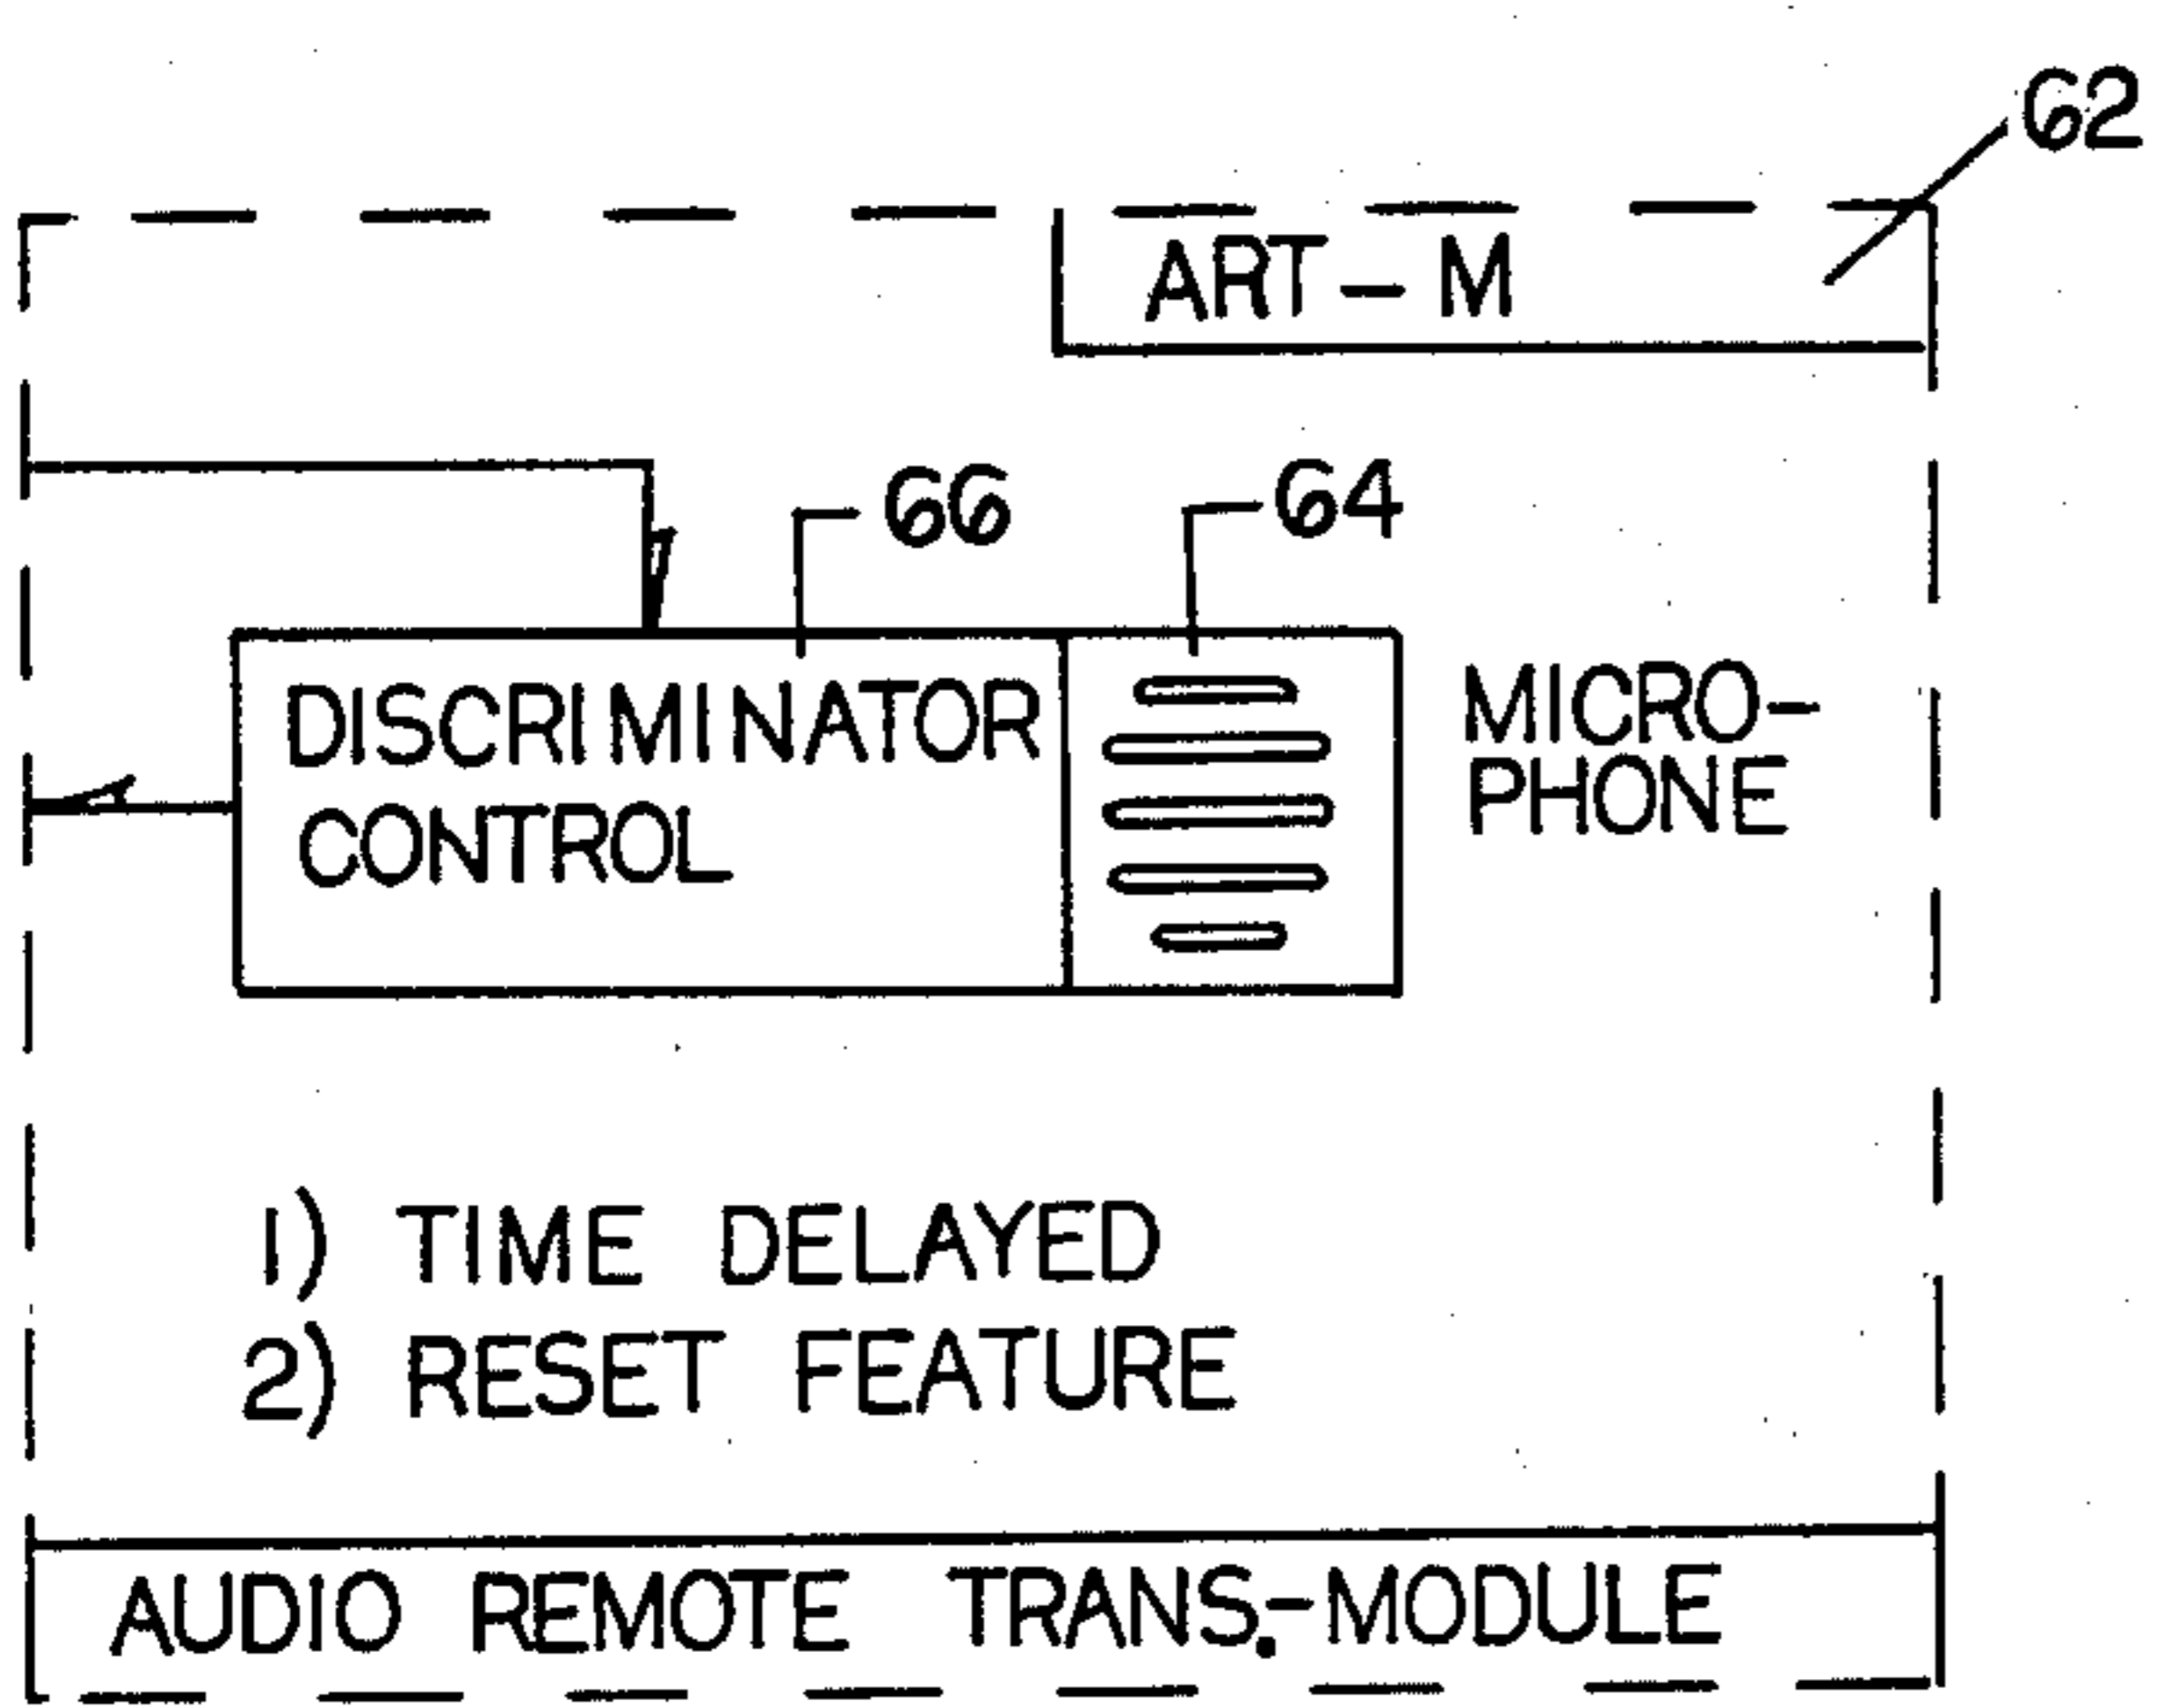 62
ART-M
66
64
DISCRIMINATOR
CONTROL
MICRO-
PHONE
1) TIME DELAYED
2) RESET FEATURE
AUDIO REMOTE TRANS.-MODULE